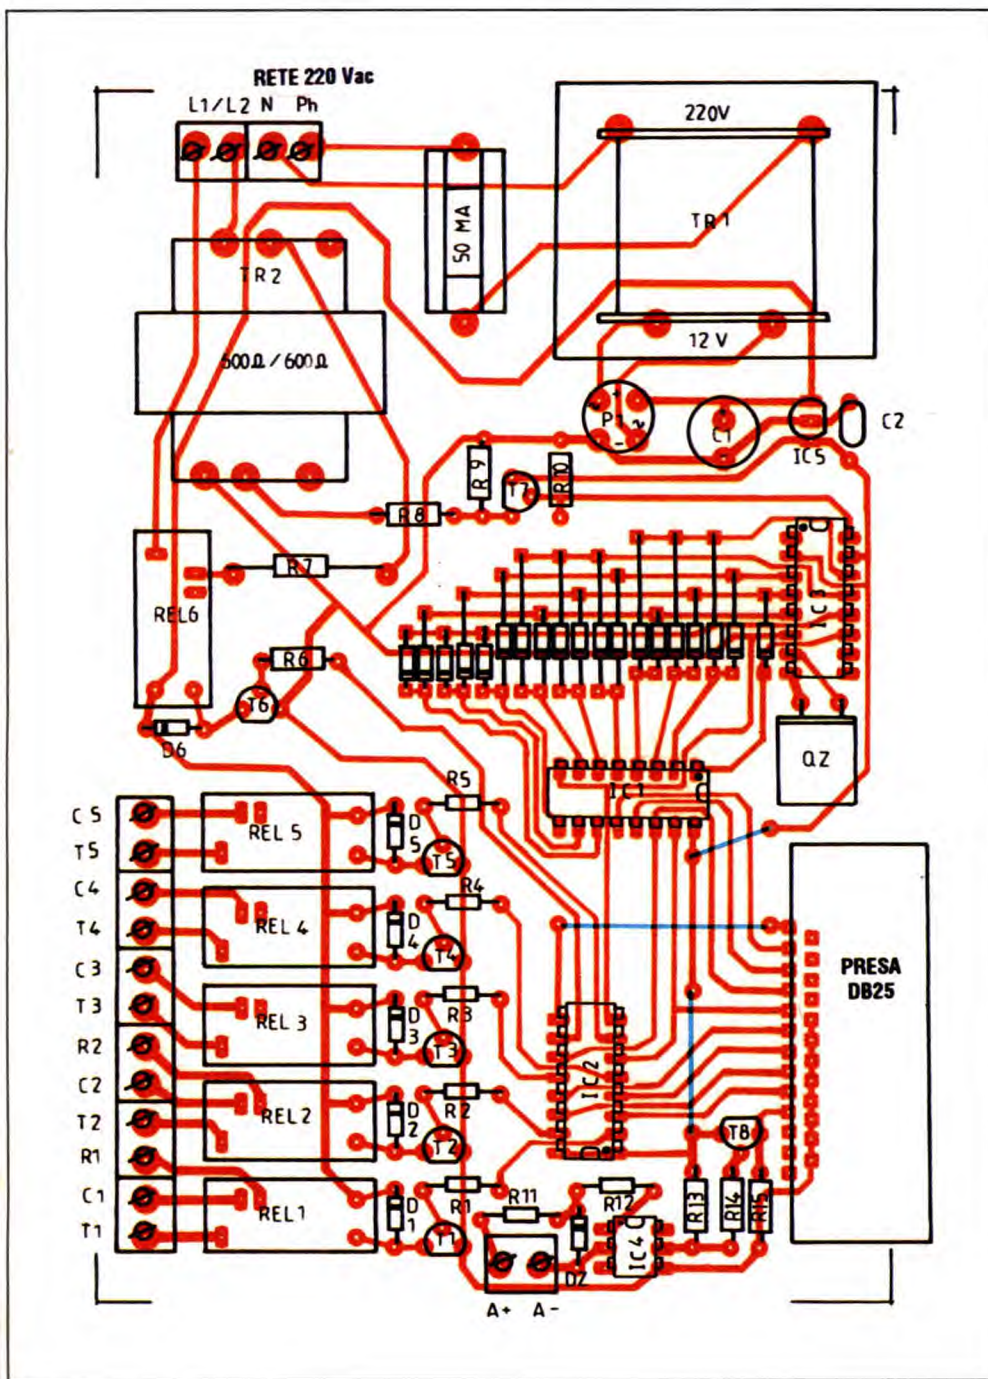 RETE 220 Vac
L1/L2 N Ph
220V
50 MA
TR1
TR2
12 V
600Ω / 600Ω
P1
C1
C2
IC5
R9
T7
R10
R8
R7
REL6
IC3
R6
T6
D6
QZ
IC1
R5
C5
REL 5
D5
T5
T5
C4
R4
REL 4
D4
T4
T4
PRESA
DB25
C3
REL 3
D3
R3
T3
T3
R2
C2
REL2
D2
R2
T2
T2
IC2
T8
R1
C1
REL1
D1
R1
R11
R12
R13
R14
R15
T1
T1
IC4
DZ
A+ A-